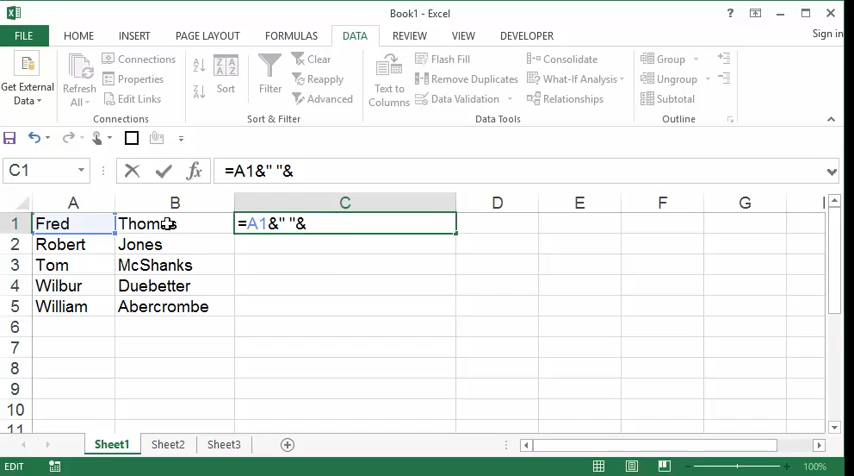 Book1 - Excel
?
FILE HOME INSERT PAGE LAYOUT FORMULAS DATA REVIEW VIEW DEVELOPER Sign in
Get External Data
Refresh All
Connections
Properties
Edit Links
Connections
Sort
Filter
Clear
Reapply
Advanced
Sort & Filter
Text to Columns
Flash Fill
Remove Duplicates
Data Validation
Consolidate
What-If Analysis
Relationships
Data Tools
Group
Ungroup
Subtotal
Outline
C1 fx =A1&" "&
A B C D E F G
1 Fred Thomas =A1&" "&
2 Robert Jones
3 Tom McShanks
4 Wilbur Duebetter
5 William Abercrombe
6
7
8
9
10
11
Sheet1 Sheet2 Sheet3
EDIT 100%